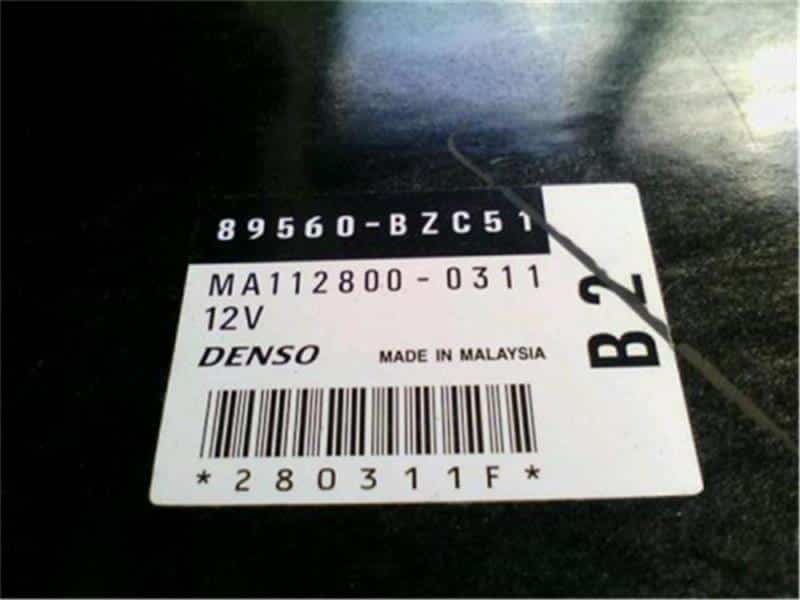 89560-BZC51
MA112800-0311
12V
DENSO MADE IN MALAYSIA
*280311F*
B2